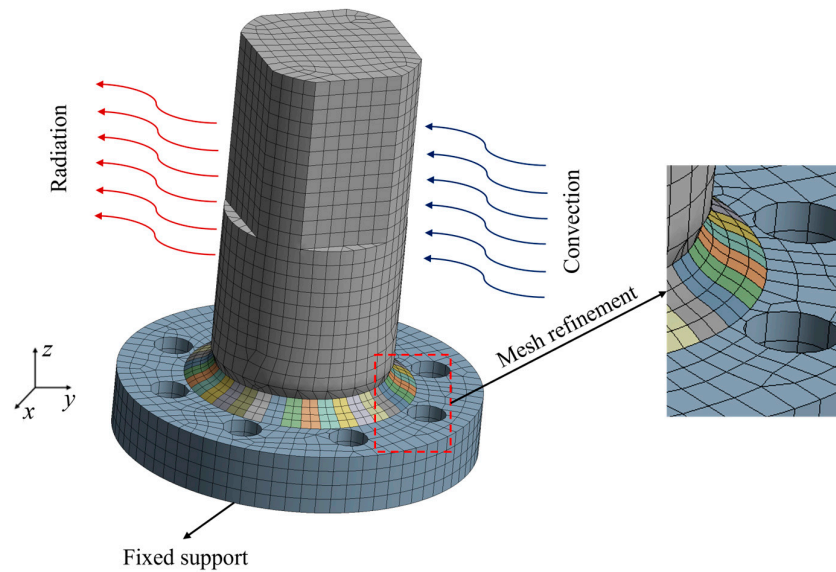 Radiation
Convection
Mesh refinement
z
x
y
Fixed support